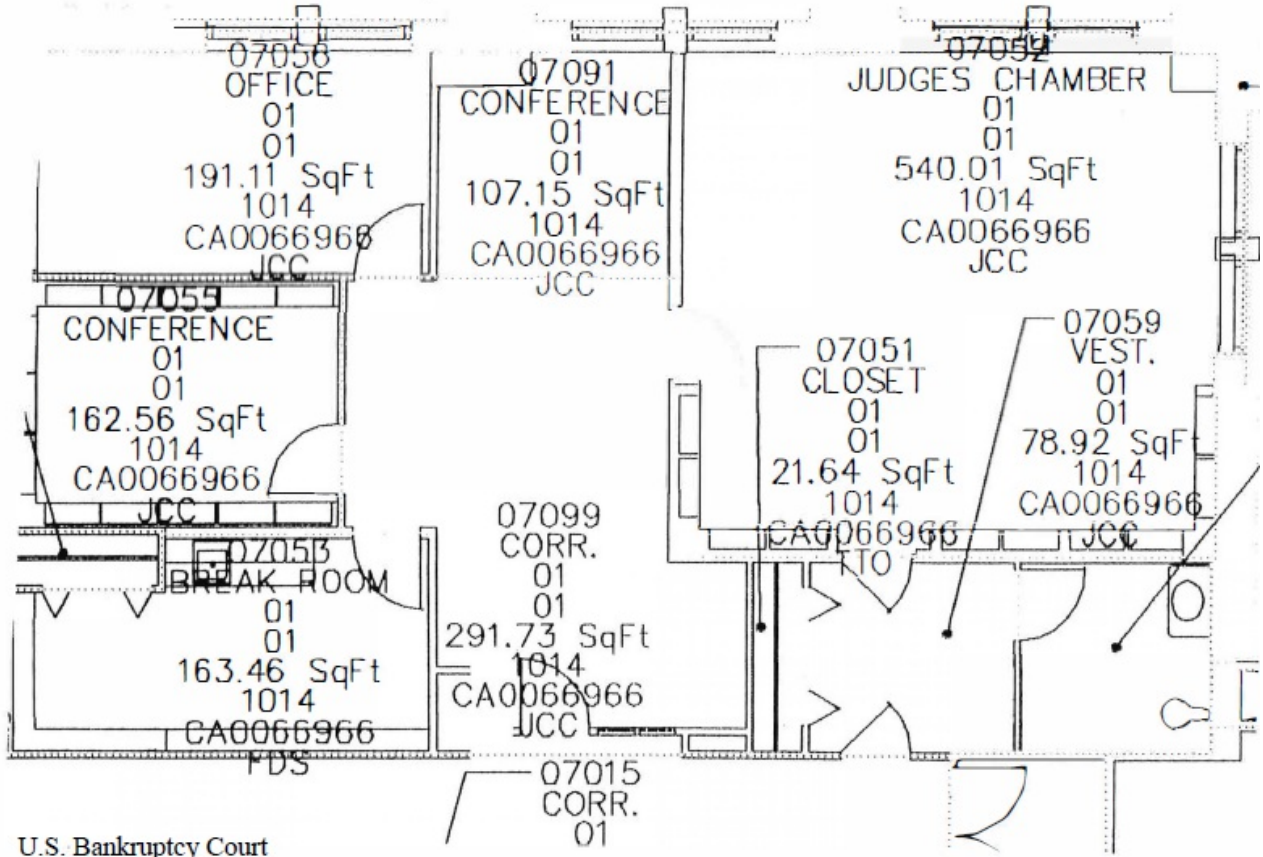 OFFICE
01
01
191.11 SqFt
1014
CA0066966
JCC
07091
CONFERENCE
01
01
107.15 SqFt
1014
CA0066966
JCC
07052
JUDGES CHAMBER
01
01
540.01 SqFt
1014
CA0066966
JCC
07055
CONFERENCE
01
01
162.56 SqFt
1014
CA0066966
JCC
07051
CLOSET
01
01
21.64 SqFt
1014
CA0066966
TTO
07059
VEST.
01
01
78.92 SqFt
1014
CA0066966
JCC
07053
BREAK ROOM
01
01
163.46 SqFt
1014
CA0066966
FDS
07099
CORR.
01
01
291.73 SqFt
1014
CA0066966
JCC
07015
CORR.
01
U.S. Bankruptcy Court